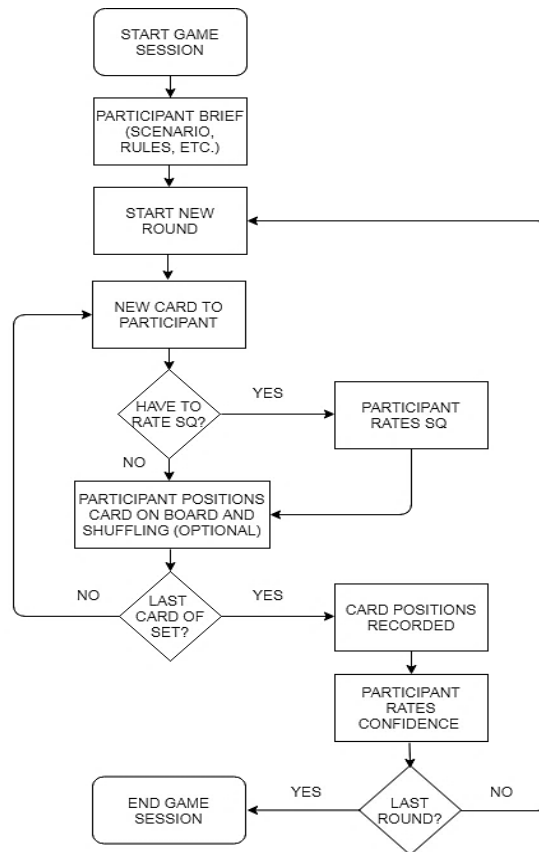 START GAME
SESSION
PARTICIPANT BRIEF
(SCENARIO,
RULES, ETC.)
START NEW
ROUND
NEW CARD TO
PARTICIPANT
HAVE TO
RATE SQ?
YES
PARTICIPANT
RATES SQ
NO
PARTICIPANT POSITIONS
CARD ON BOARD AND
SHUFFLING (OPTIONAL)
NO
LAST
CARD OF
SET?
YES
CARD POSITIONS
RECORDED
PARTICIPANT
RATES
CONFIDENCE
LAST
ROUND?
NO
YES
END GAME
SESSION